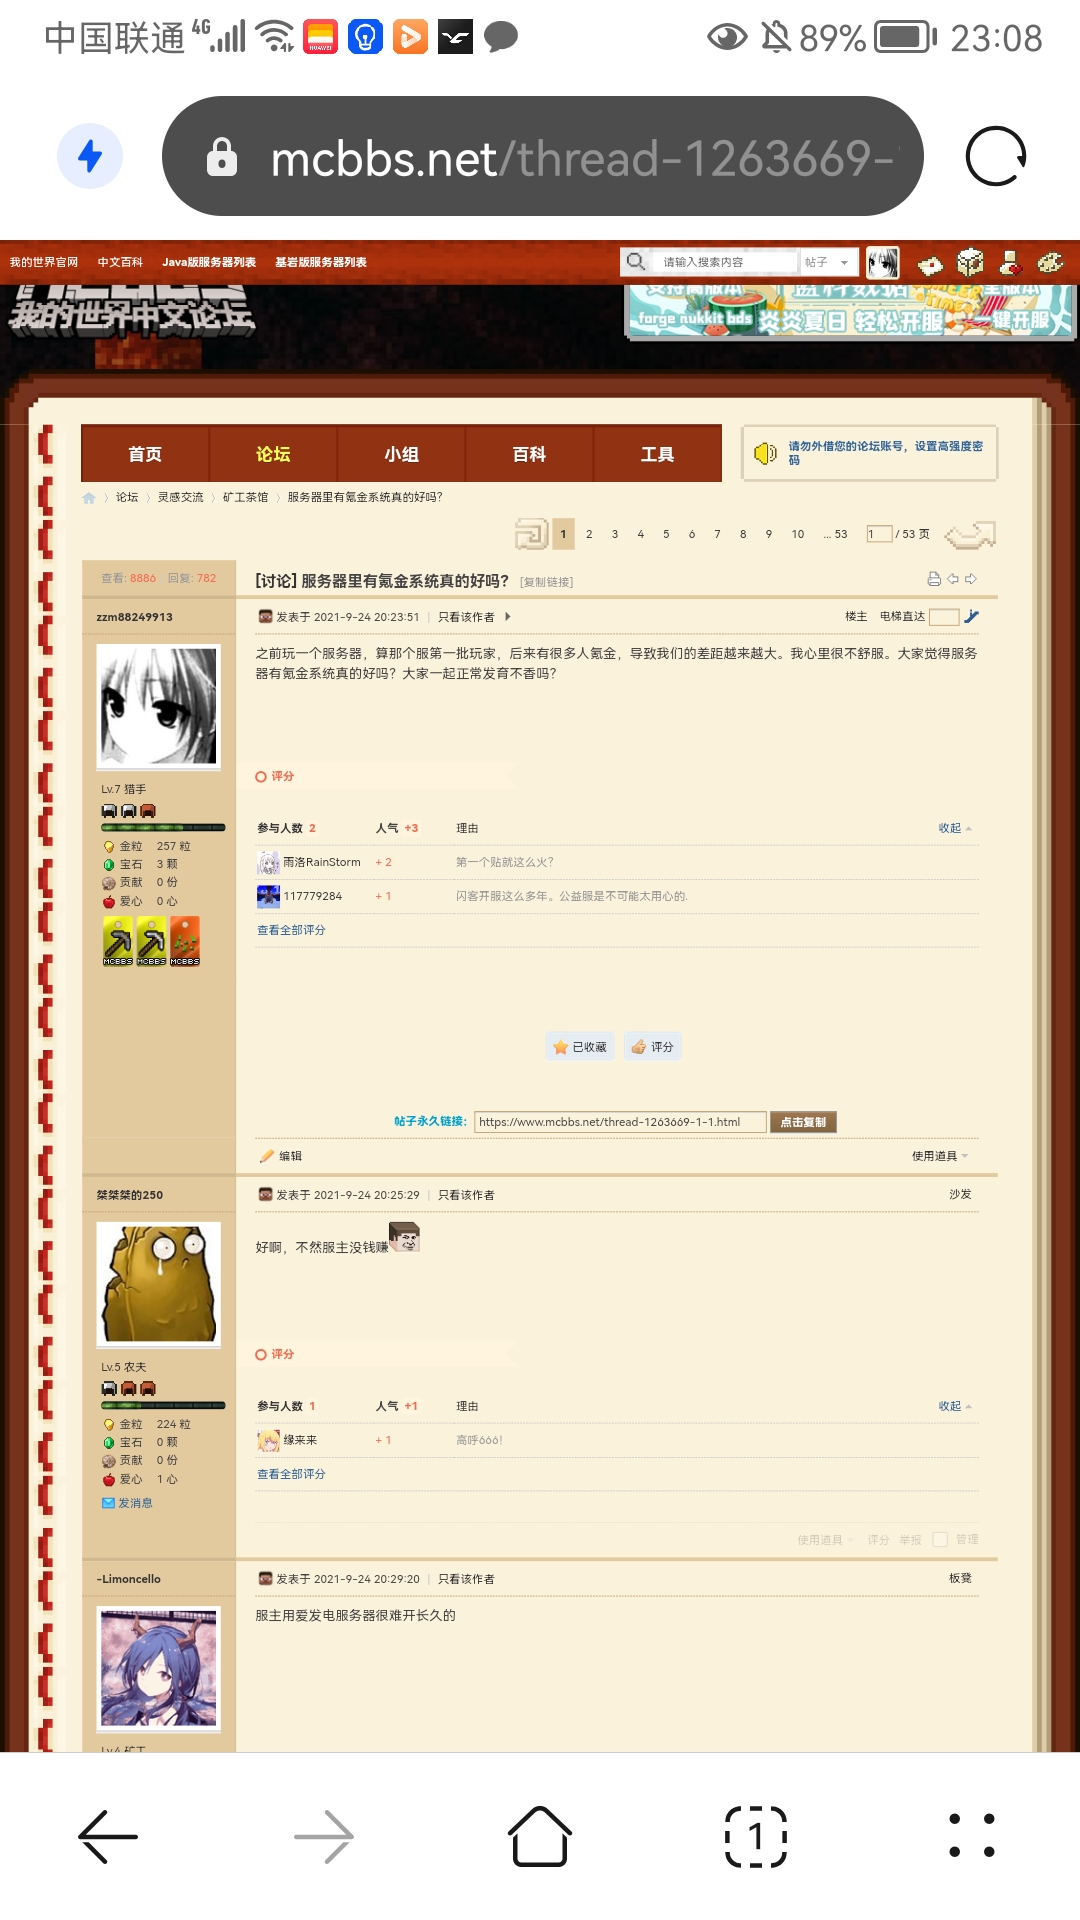 中国联通 4G 89% 23:08
HUAWEI
mcbbs.net/thread-1263669-
我的世界官网 中文百科 Java版服务器列表 基岩版服务器列表 请输入搜索内容 帖子
我的世界中文论坛
forge nukkit bds 炎炎夏日 轻松开服 一键开服
首页 论坛 小组 百科 工具
请勿外借您的论坛账号，设置高强度密
码
论坛 灵感交流 矿工茶馆 服务器里有氪金系统真的好吗？
1 2 3 4 5 6 7 8 9 10 ... 53 1 / 53 页
查看: 8886 回复: 782
[讨论] 服务器里有氪金系统真的好吗？ [复制链接]
zzm88249913
发表于 2021-9-24 20:23:51 | 只看该作者
楼主 电梯直达
之前玩一个服务器，算那个服第一批玩家，后来有很多人氪金，导致我们的差距越来越大。我心里很不舒服。大家觉得服务
器有氪金系统真的好吗？大家一起正常发育不香吗？
Lv.7 猎手
金粒 257 粒
宝石 3 颗
贡献 0 份
爱心 0 心
MCBBS MCBBS MCBBS
评分
参与人数 2 人气 +3 理由 收起
雨洛RainStorm + 2 第一个贴就这么火？
117779284 + 1 闪客开服这么多年。公益服是不可能太用心的.
查看全部评分
已收藏 评分
帖子永久链接: https://www.mcbbs.net/thread-1263669-1-1.html 点击复制
编辑 使用道具
桀桀桀的250
发表于 2021-9-24 20:25:29 | 只看该作者 沙发
好啊，不然服主没钱赚
Lv.5 农夫
金粒 224 粒
宝石 0 颗
贡献 0 份
爱心 1 心
发消息
评分
参与人数 1 人气 +1 理由 收起
缘来来 + 1 高呼666！
查看全部评分
使用道具 评分 举报 管理
-Limoncello
发表于 2021-9-24 20:29:20 | 只看该作者 板凳
服主用爱发电服务器很难开长久的
Lv.4 矿工
1